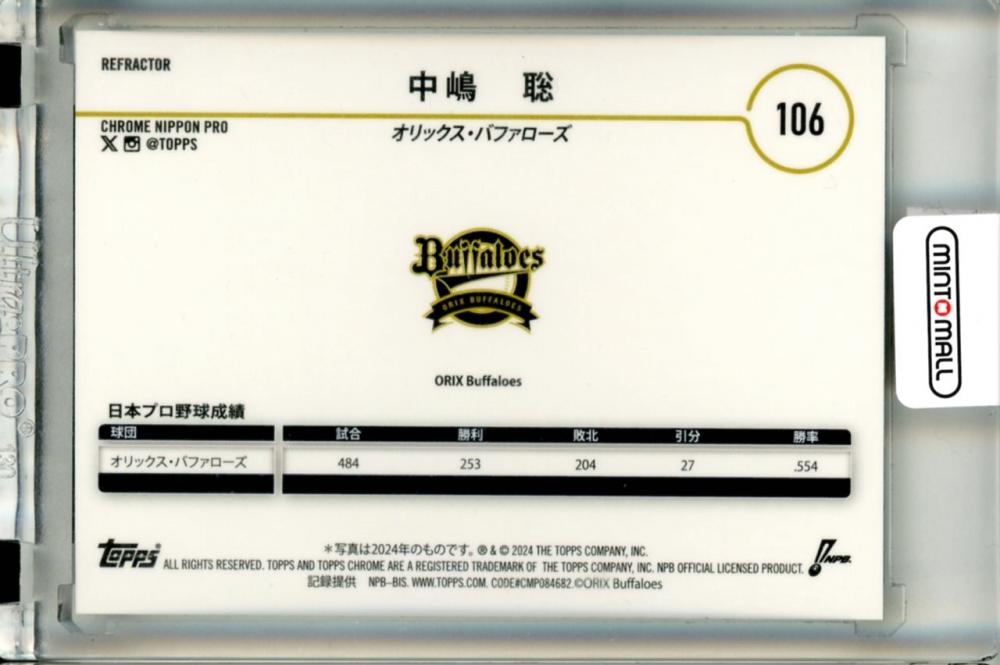 REFRACTOR
中嶋 聡
106
CHROME NIPPON PRO
@TOPPS
オリックス・バファローズ
Buffaloes
ORIX BUFFALOES
ORIX Buffaloes
日本プロ野球成績
球団 試合 勝利 敗北 引分 勝率
オリックス・バファローズ 484 253 204 27 .554
topps®
＊写真は2024年のものです。®&©2024 THE TOPPS COMPANY, INC.
ALL RIGHTS RESERVED. TOPPS AND TOPPS CHROME ARE A REGISTERED TRADEMARK OF THE TOPPS COMPANY, INC. NPB OFFICIAL LICENSED PRODUCT.
NPB.
記録提供 NPB-BIS. WWW.TOPPS.COM. CODE#CMP084682.©ORIX Buffaloes
MINTOMALL
Ultra PRO®